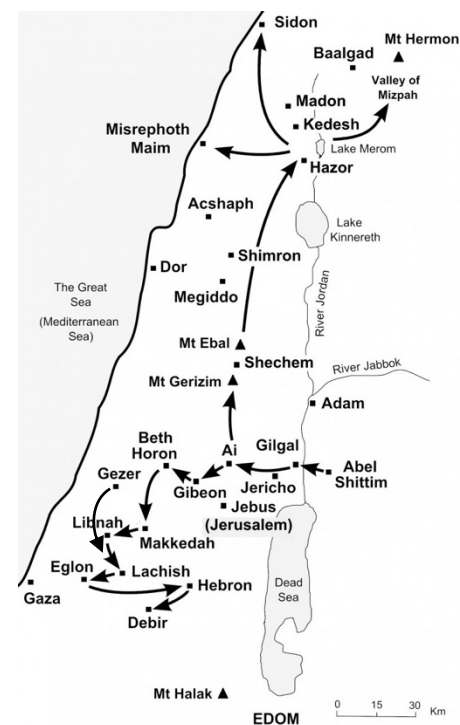 Sidon
Mt Hermon
Baalgad
Valley of
Mizpah
Madon
Kedesh
Misrephoth
Maim
Lake Merom
Hazor
Acshaph
Lake
Kinnereth
Shimron
Dor
Megiddo
The Great
Sea
(Mediterranean
Sea)
River Jordan
Mt Ebal
Shechem
River Jabbok
Mt Gerizim
Adam
Beth
Horon
Ai
Gilgal
Abel
Shittim
Gezer
Gibeon
Jericho
Jebus
(Jerusalem)
Libnah
Makkedah
Eglon
Lachish
Hebron
Dead
Sea
Gaza
Debir
Mt Halak
EDOM
0 15 30 Km